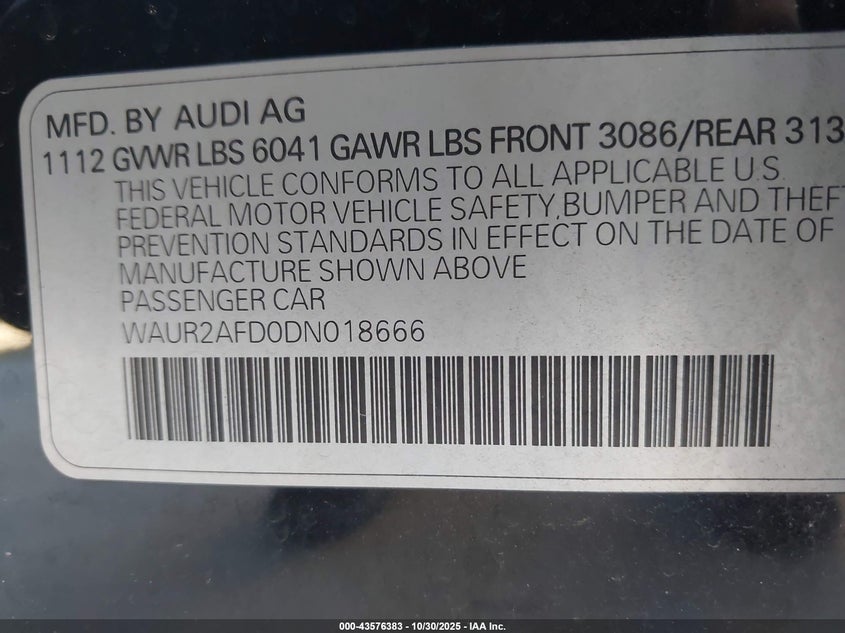 MFD. BY AUDI AG
1112 GVWR LBS 6041 GAWR LBS FRONT 3086/REAR 313
THIS VEHICLE CONFORMS TO ALL APPLICABLE U.S.
FEDERAL MOTOR VEHICLE SAFETY,BUMPER AND THEFT
PREVENTION STANDARDS IN EFFECT ON THE DATE OF
MANUFACTURE SHOWN ABOVE
PASSENGER CAR
WAUR2AFD0DN018666
000-43576383 - 10/30/2025 - IAA Inc.